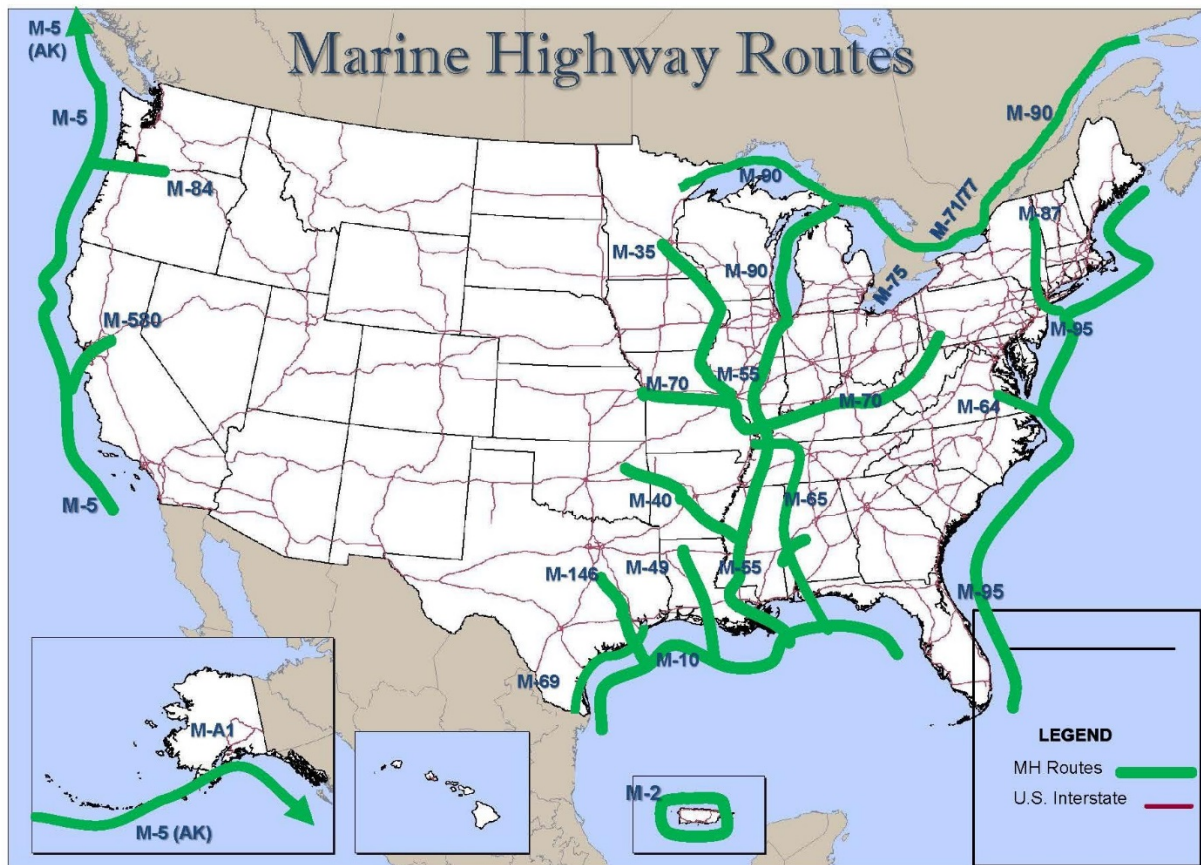 M-5
(AK)
Marine Highway Routes
M-5
M-90
M-84
M-90
M-71/77
M-87
M-35
M-90
M-75
M-580
M-95
M-70
M-55
M-70
M-64
M-5
M-40
M-65
M-146
M-49
M-55
M-95
M-10
M-69
M-A1
M-5 (AK)
M-2
LEGEND
MH Routes
U.S. Interstate